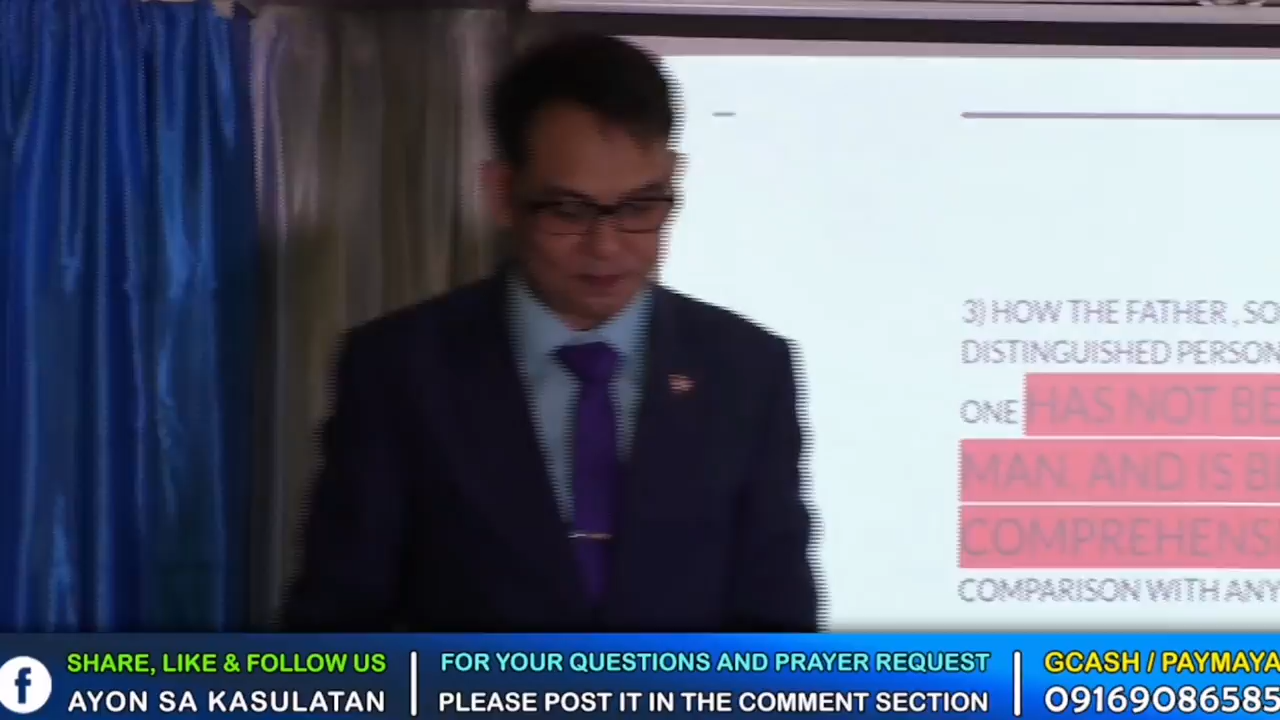 3) HOW THE FATHER , SO
DISTINGUISHED PERSON
ONE HAS NOT BE
MAN. AND IS B
COMPREHENS
COMPARISON WITH ANY
SHARE, LIKE & FOLLOW US
AYON SA KASULATAN
FOR YOUR QUESTIONS AND PRAYER REQUEST
PLEASE POST IT IN THE COMMENT SECTION
GCASH / PAYMAYA
09169086585